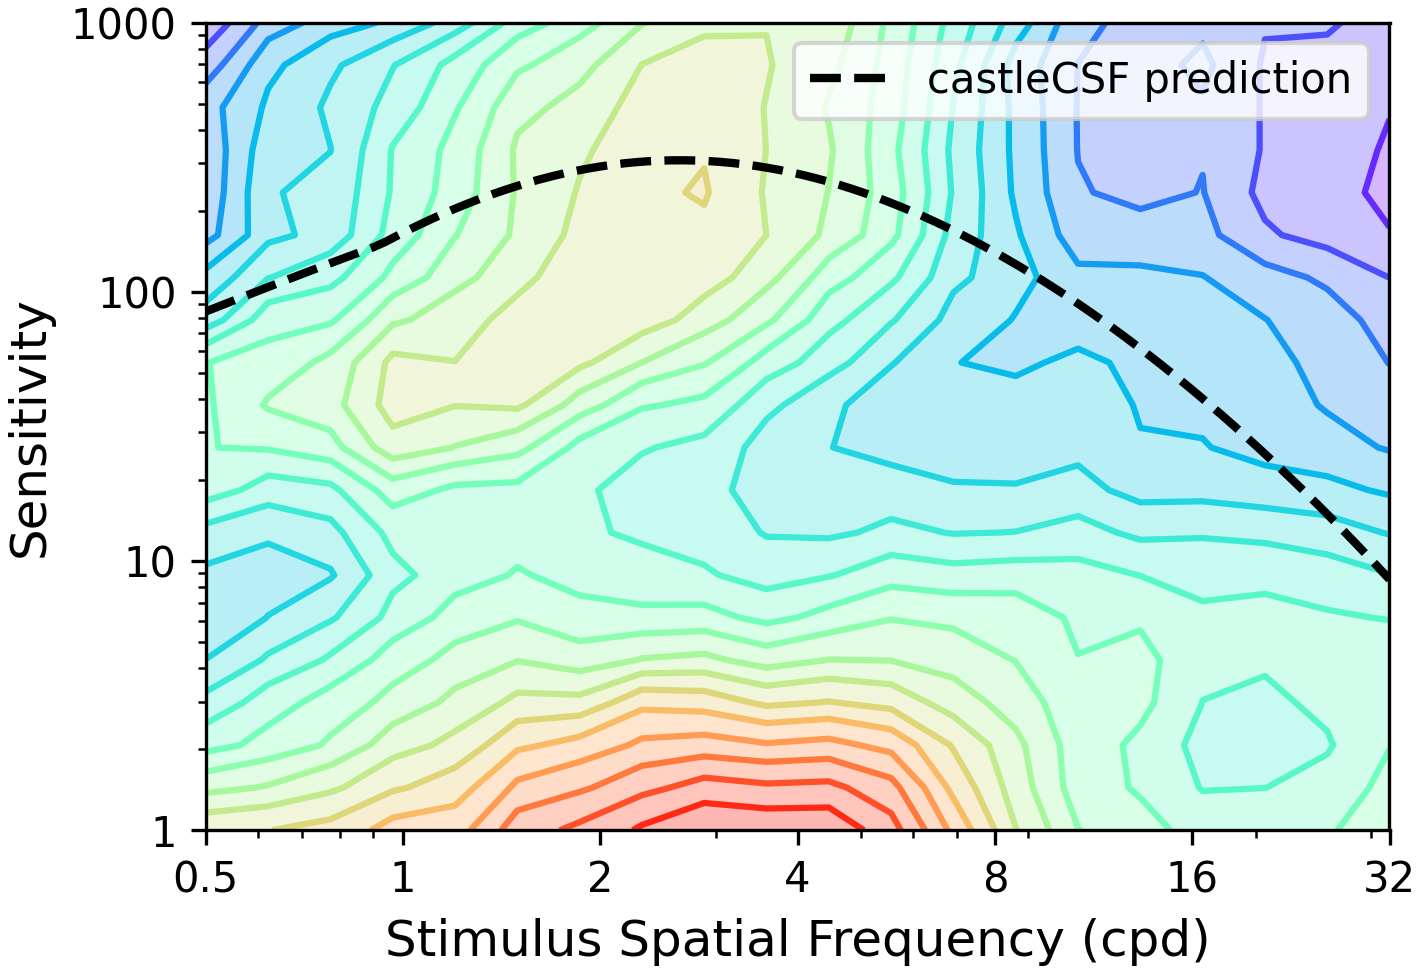 1000
castleCSF prediction
100
Sensitivity
10
1
0.5 1 2 4 8 16 32
Stimulus Spatial Frequency (cpd)